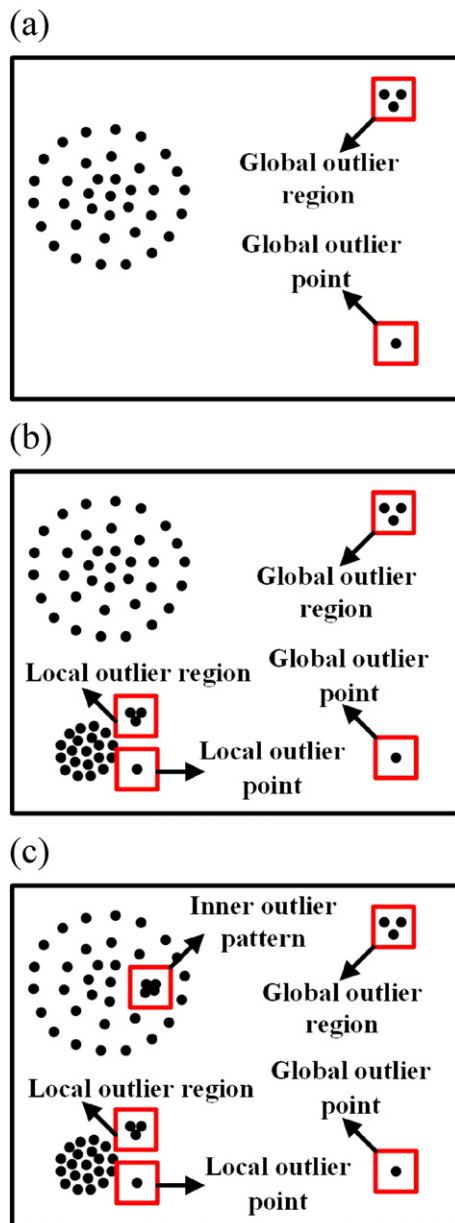 (a)
Global outlier
region
Global outlier
point
(b)
Global outlier
region
Local outlier region
Global outlier
point
Local outlier
point
(c)
Inner outlier
pattern
Global outlier
region
Local outlier region
Global outlier
point
Local outlier
point